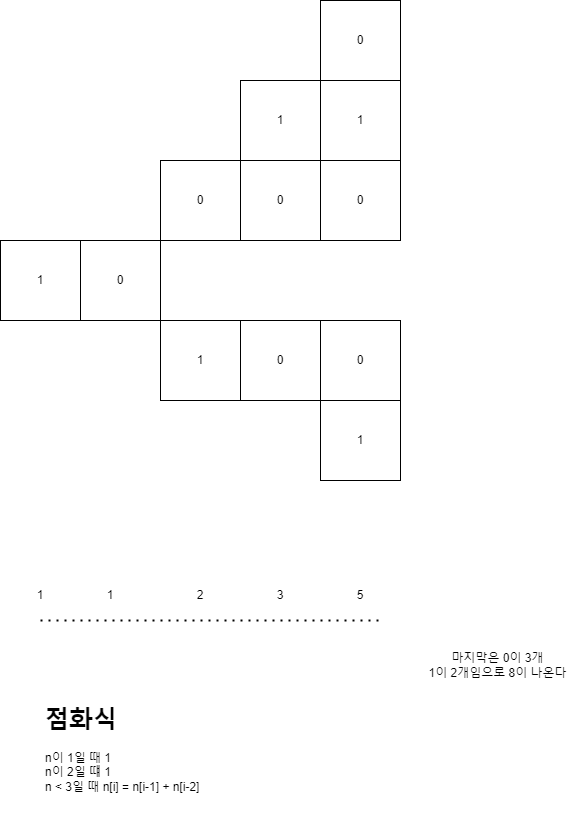 0
1 1
0 0 0
1 0
1 0 0
1
1 1 2 3 5
마지막은 0이 3개
1이 2개임으로 8이 나온다
점화식
n이 1일 때 1
n이 2일 떄 1
n < 3일 때 n[i] = n[i-1] + n[i-2]